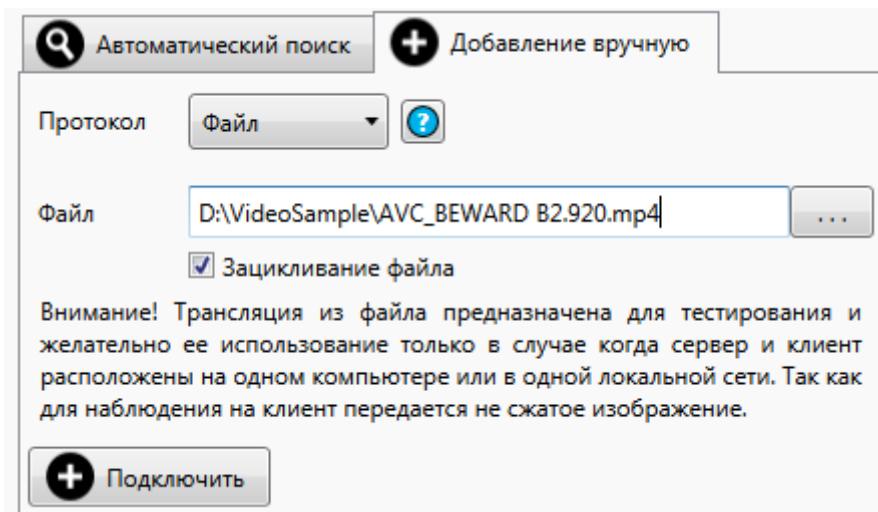 Автоматический поиск
Добавление вручную
Протокол
Файл
?
Файл
D:\VideoSample\AVC_BEWARD B2.920.mp4
...
Зацикливание файла
Внимание! Трансляция из файла предназначена для тестирования и
желательно ее использование только в случае когда сервер и клиент
расположены на одном компьютере или в одной локальной сети. Так как
для наблюдения на клиент передается не сжатое изображение.
Подключить